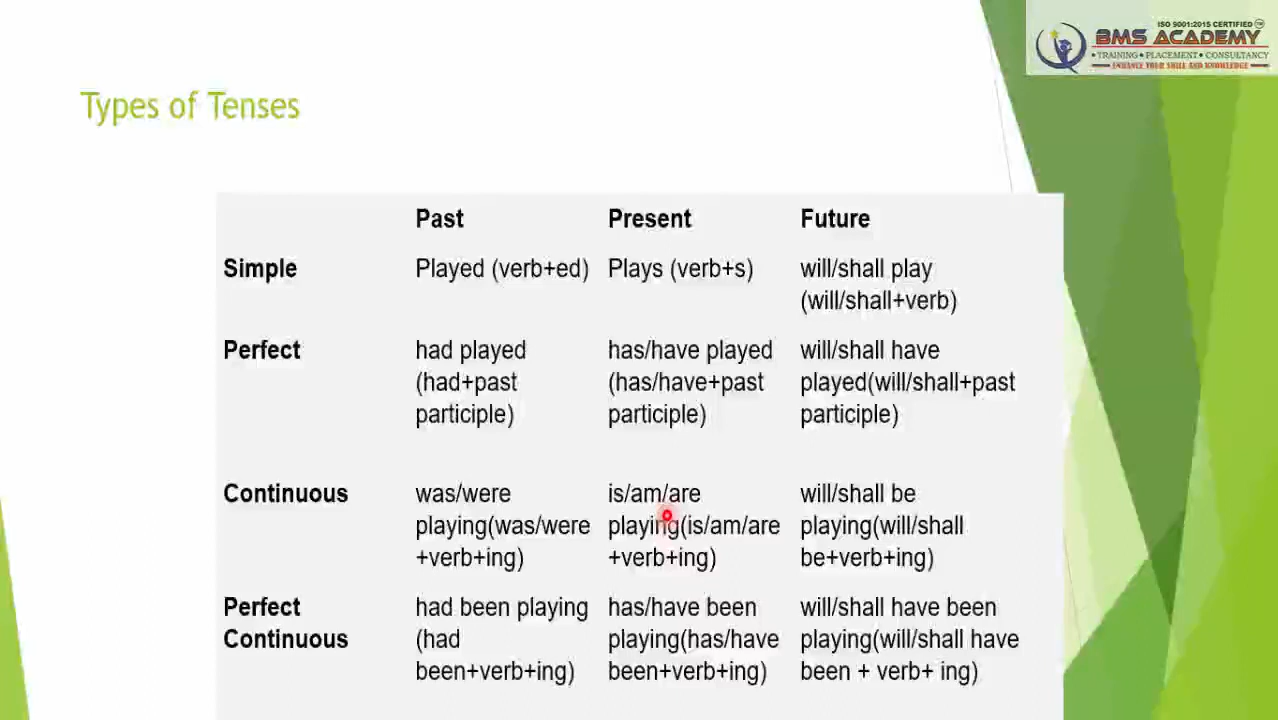 ISO 9001:2015 CERTIFIED TM
BMS ACADEMY
• TRAINING • PLACEMENT • CONSULTANCY
ENHANCE YOUR SKILL AND KNOWLEDGE
Types of Tenses
Past Present Future
Simple Played (verb+ed) Plays (verb+s) will/shall play
(will/shall+verb)
Perfect had played has/have played will/shall have
(had+past (has/have+past played(will/shall+past
participle) participle) participle)
Continuous was/were is/am/are will/shall be
playing(was/were playing(is/am/are playing(will/shall
+verb+ing) +verb+ing) be+verb+ing)
Perfect had been playing has/have been will/shall have been
Continuous (had playing(has/have playing(will/shall have
been+verb+ing) been+verb+ing) been + verb+ ing)